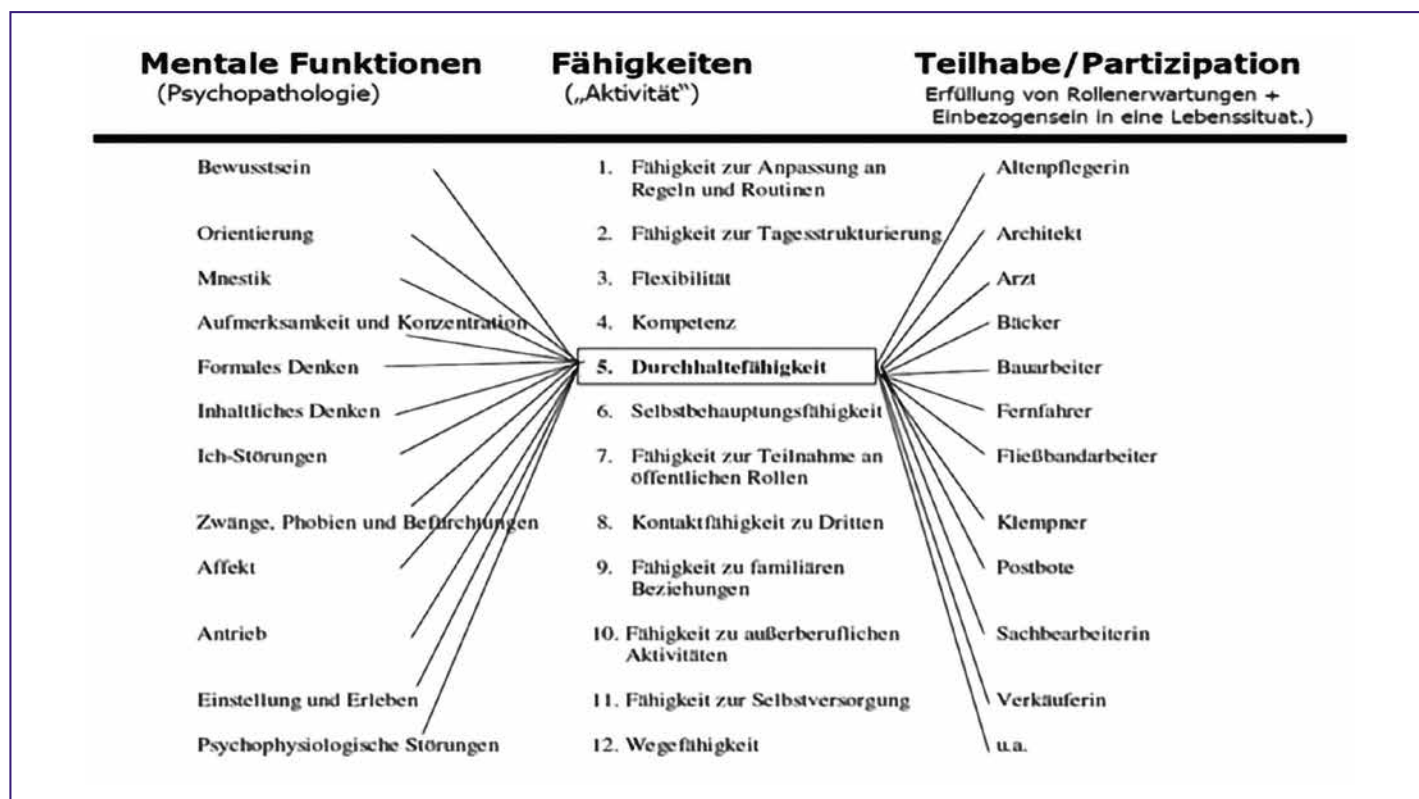 Mentale Funktionen
(Psychopathologie)
Fähigkeiten
(„Aktivität“)
Teilhabe/Partizipation
Erfüllung von Rollenerwartungen +
Einbezogensein in eine Lebenssituat.)
Bewusstsein
Orientierung
Mnestik
Aufmerksamkeit und Konzentration
Formales Denken
Inhaltliches Denken
Ich-Störungen
Zwänge, Phobien und Befürchtungen
Affekt
Antrieb
Einstellung und Erleben
Psychophysiologische Störungen
1. Fähigkeit zur Anpassung an
Regeln und Routinen
2. Fähigkeit zur Tagesstrukturierung
3. Flexibilität
4. Kompetenz
5. Durchhaltefähigkeit
6. Selbstbehauptungsfähigkeit
7. Fähigkeit zur Teilnahme an
öffentlichen Rollen
8. Kontaktfähigkeit zu Dritten
9. Fähigkeit zu familiären
Beziehungen
10. Fähigkeit zu außerberuflichen
Aktivitäten
11. Fähigkeit zur Selbstversorgung
12. Wegefähigkeit
Altenpflegerin
Architekt
Arzt
Bäcker
Bauarbeiter
Fernfahrer
Fließbandarbeiter
Klempner
Postbote
Sachbearbeiterin
Verkäuferin
u.a.